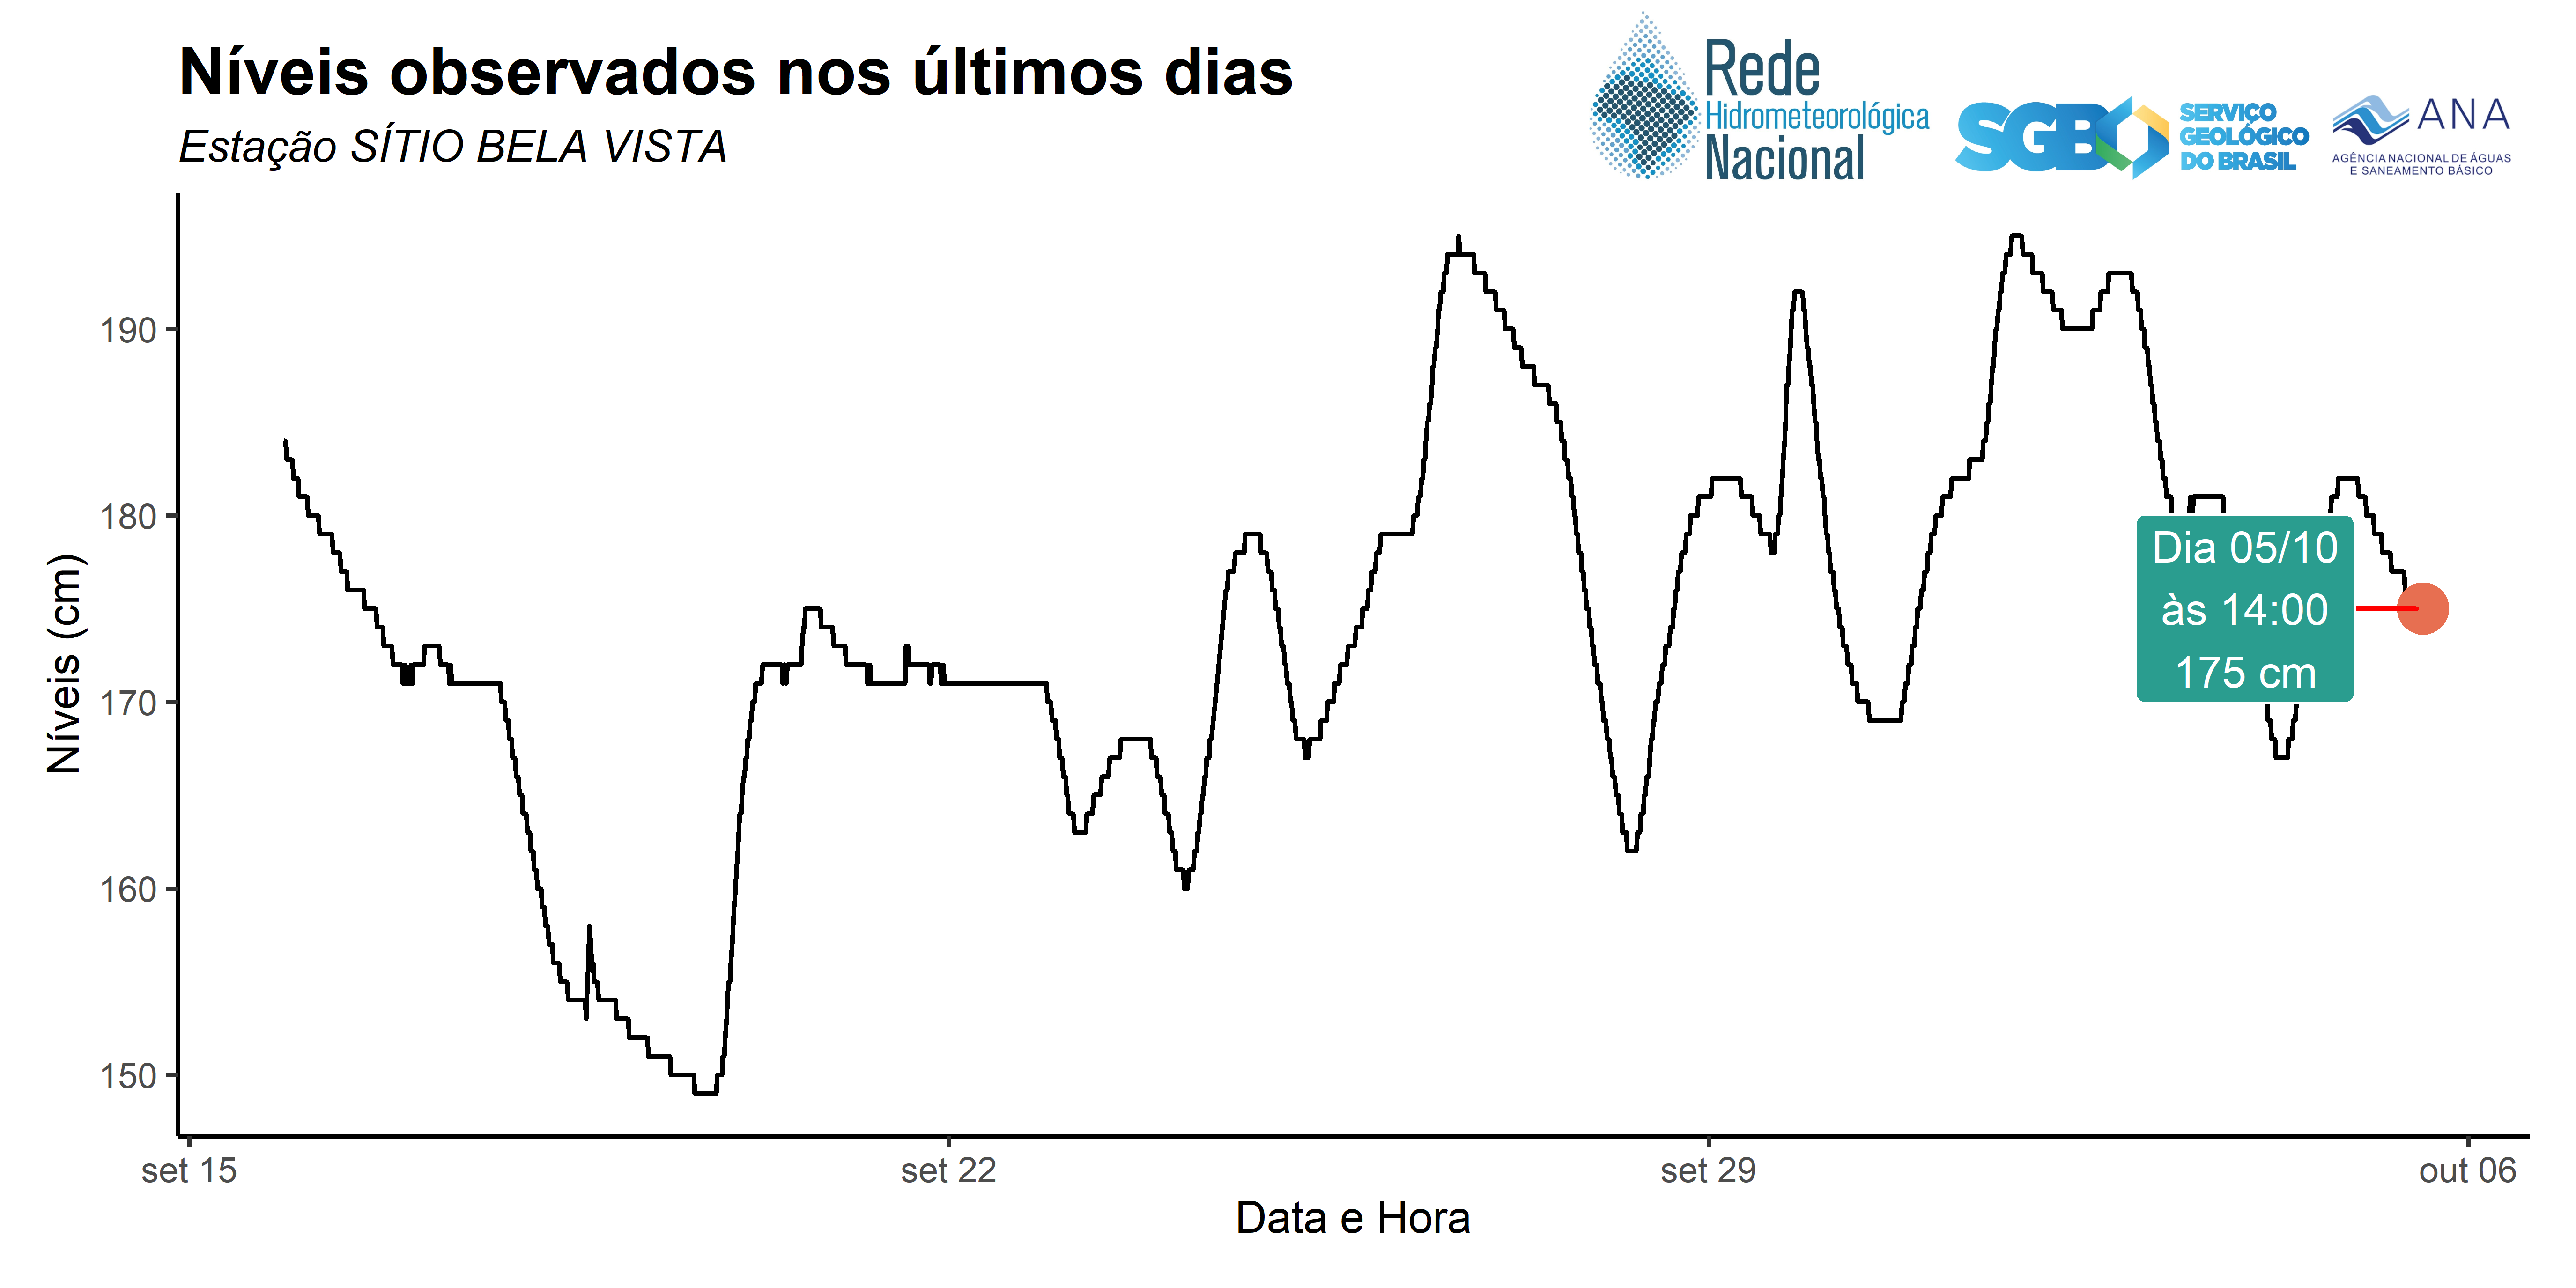 Níveis observados nos últimos dias
Estação SÍTIO BELA VISTA
Rede
Hidrometeorológica
Nacional
SGB
SERVIÇO
GEOLÓGICO
DO BRASIL
ANA
AGÊNCIA NACIONAL DE ÁGUAS
E SANEAMENTO BÁSICO
Níveis (cm)
190
180
170
160
150
Dia 05/10
às 14:00
175 cm
set 15
set 22
set 29
out 06
Data e Hora